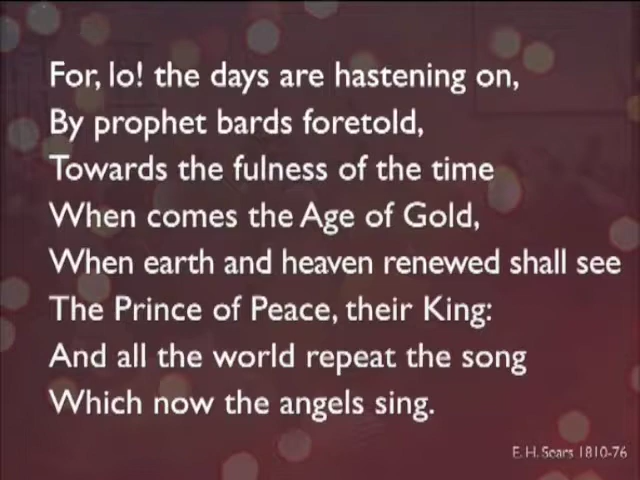 For, lo! the days are hastening on,
By prophet bards foretold,
Towards the fulness of the time
When comes the Age of Gold,
When earth and heaven renewed shall see
The Prince of Peace, their King:
And all the world repeat the song
Which now the angels sing.
E. H. Sears 1810-76